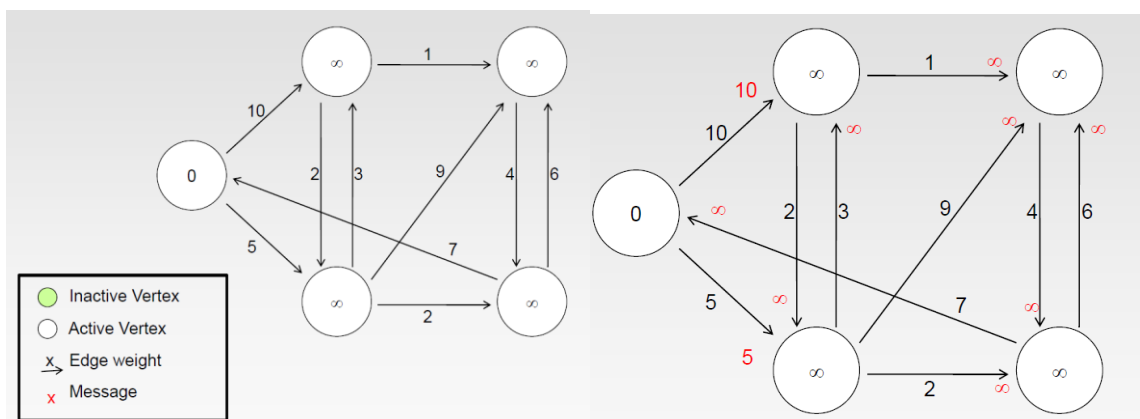 ∞ 1 ∞
10
0 2 3 9 4 6
5 7
∞ 2 ∞
Inactive Vertex
Active Vertex
x Edge weight
x Message
∞ 1 ∞ ∞
10 ∞ ∞ ∞
10
0 ∞ 2 3 9 4 6
5 ∞ 7 ∞
5 ∞ 2 ∞ ∞